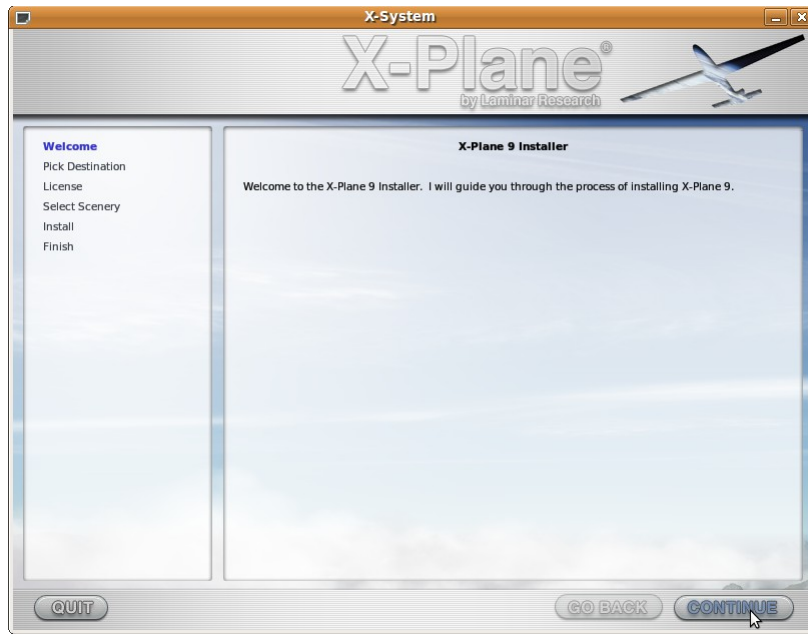 X-System
X-Plane®
by Laminar Research
Welcome
Pick Destination
License
Select Scenery
Install
Finish
X-Plane 9 Installer
Welcome to the X-Plane 9 Installer.  I will guide you through the process of installing X-Plane 9.
QUIT
GO BACK
CONTINUE